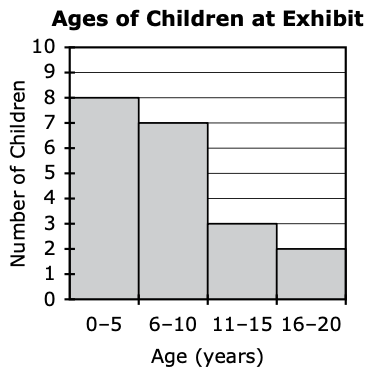 Ages of Children at Exhibit
Number of Children
10
9
8
7
6
5
4
3
2
1
0
0–5 6–10 11–15 16–20
Age (years)